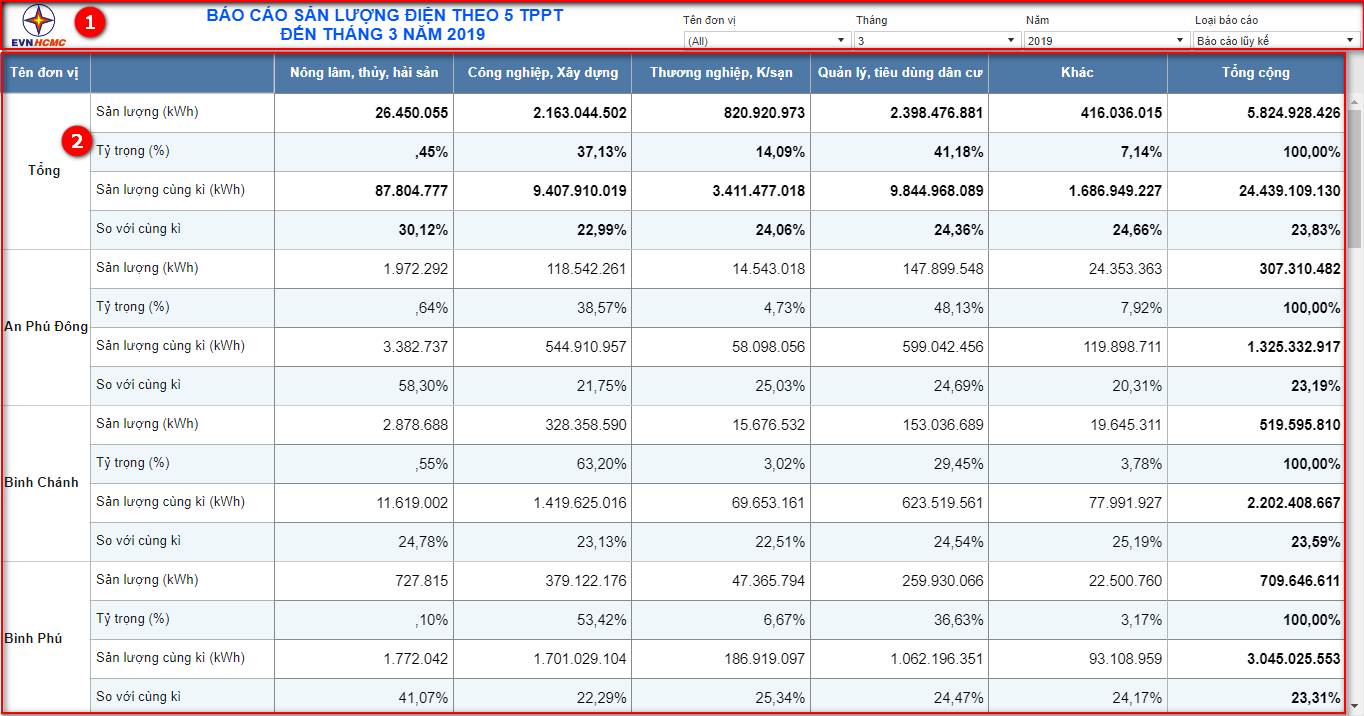 EVNHCMC
1
BÁO CÁO SẢN LƯỢNG ĐIỆN THEO 5 TPPT
ĐẾN THÁNG 3 NĂM 2019
Tên đơn vị Tháng Năm Loại báo cáo
(All) 3 2019 Báo cáo lũy kế
Tên đơn vị Nông lâm, thủy, hải sản Công nghiệp, Xây dựng Thương nghiệp, K/sạn Quản lý, tiêu dùng dân cư Khác Tổng cộng
2
Tổng
Sản lượng (kWh) 26.450.055 2.163.044.502 820.920.973 2.398.476.881 416.036.015 5.824.928.426
Tỷ trọng (%) ,45% 37,13% 14,09% 41,18% 7,14% 100,00%
Sản lượng cùng kì (kWh) 87.804.777 9.407.910.019 3.411.477.018 9.844.968.089 1.686.949.227 24.439.109.130
So với cùng kì 30,12% 22,99% 24,06% 24,36% 24,66% 23,83%
An Phú Đông
Sản lượng (kWh) 1.972.292 118.542.261 14.543.018 147.899.548 24.353.363 307.310.482
Tỷ trọng (%) ,64% 38,57% 4,73% 48,13% 7,92% 100,00%
Sản lượng cùng kì (kWh) 3.382.737 544.910.957 58.098.056 599.042.456 119.898.711 1.325.332.917
So với cùng kì 58,30% 21,75% 25,03% 24,69% 20,31% 23,19%
Bình Chánh
Sản lượng (kWh) 2.878.688 328.358.590 15.676.532 153.036.689 19.645.311 519.595.810
Tỷ trọng (%) ,55% 63,20% 3,02% 29,45% 3,78% 100,00%
Sản lượng cùng kì (kWh) 11.619.002 1.419.625.016 69.653.161 623.519.561 77.991.927 2.202.408.667
So với cùng kì 24,78% 23,13% 22,51% 24,54% 25,19% 23,59%
Bình Phú
Sản lượng (kWh) 727.815 379.122.176 47.365.794 259.930.066 22.500.760 709.646.611
Tỷ trọng (%) ,10% 53,42% 6,67% 36,63% 3,17% 100,00%
Sản lượng cùng kì (kWh) 1.772.042 1.701.029.104 186.919.097 1.062.196.351 93.108.959 3.045.025.553
So với cùng kì 41,07% 22,29% 25,34% 24,47% 24,17% 23,31%